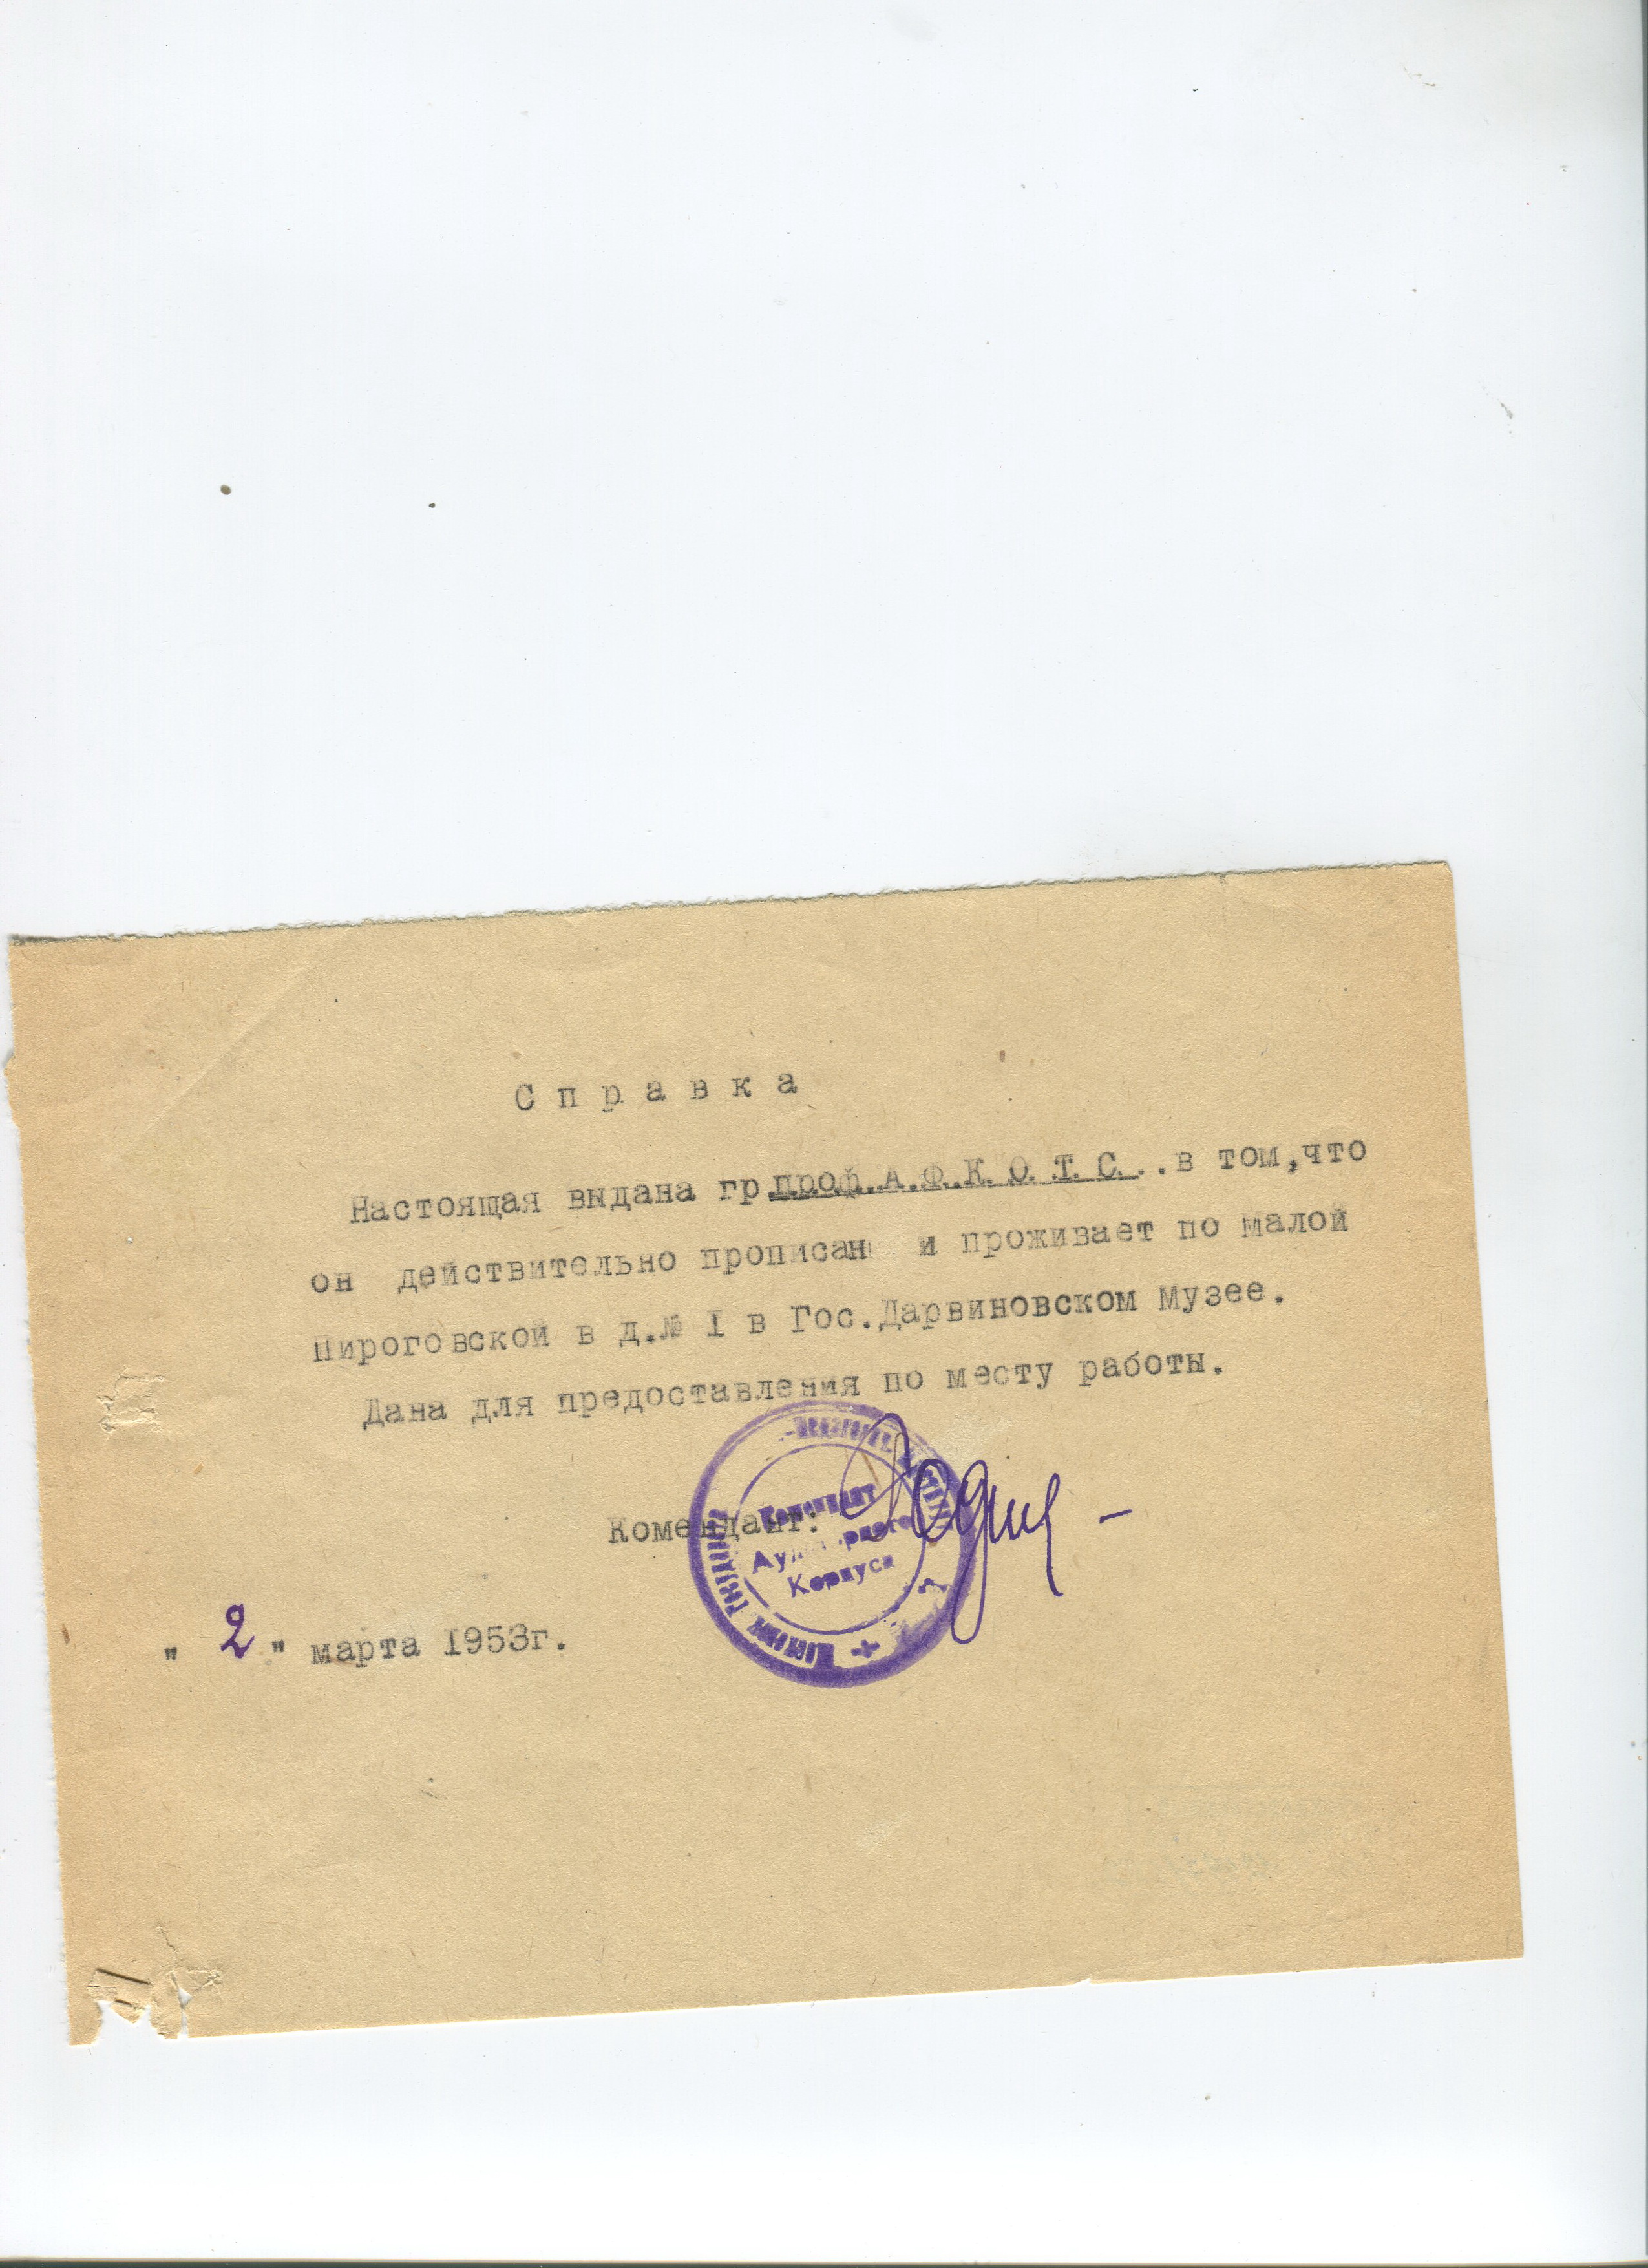 С п р а в к а
Настоящая выдана гр.проф.А.Ф.К О Т С..в том,что
он действительно прописан и проживает по малой
Пироговской в д.№ I в Гос.Дарвиновском Музее.
Дана для предоставления по месту работы.
Комендант:
Комендант
Корпуса
" 2 " марта 1953г.